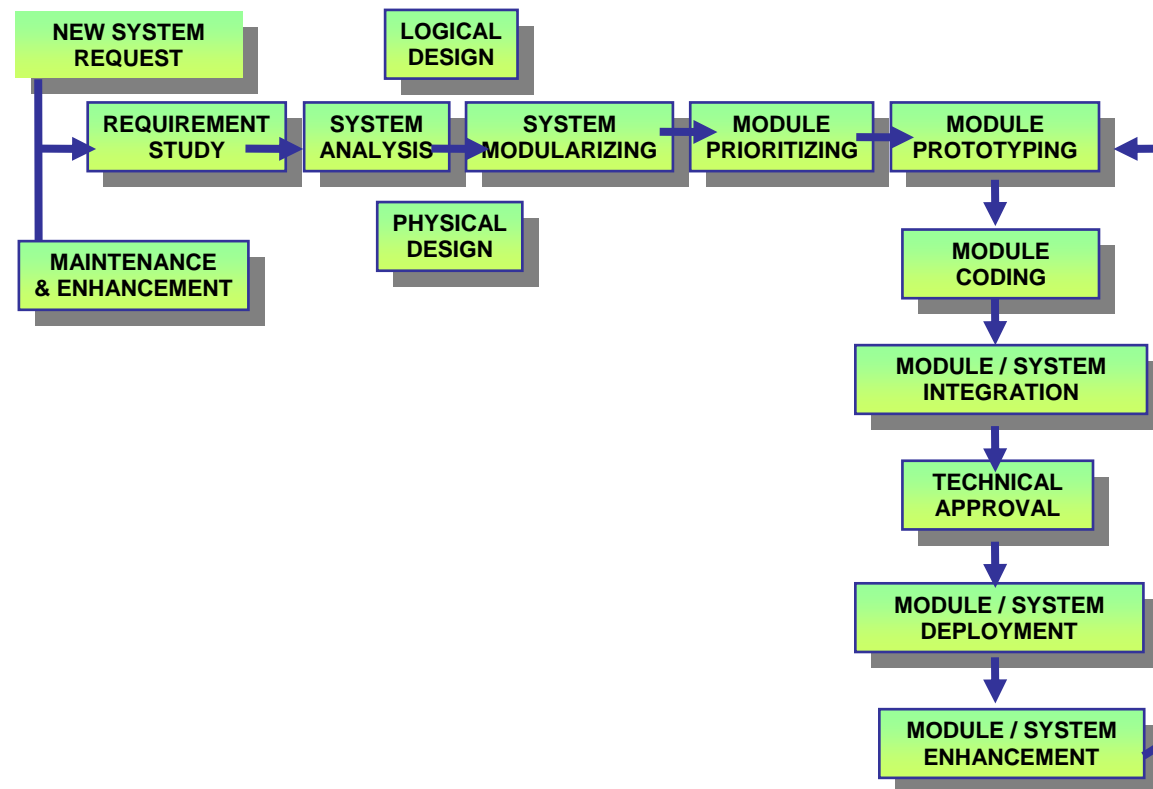 NEW SYSTEM
REQUEST
LOGICAL
DESIGN
REQUIREMENT
STUDY
SYSTEM
ANALYSIS
SYSTEM
MODULARIZING
MODULE
PRIORITIZING
MODULE
PROTOTYPING
PHYSICAL
DESIGN
MAINTENANCE
& ENHANCEMENT
MODULE
CODING
MODULE / SYSTEM
INTEGRATION
TECHNICAL
APPROVAL
MODULE / SYSTEM
DEPLOYMENT
MODULE / SYSTEM
ENHANCEMENT